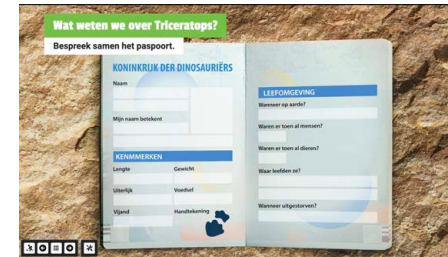 Wat weten we over Triceratops?
Bespreek samen het paspoort.
KONINKRIJK DER DINOSAURIËRS
Naam
Mijn naam betekent
KENMMERKEN
Lengte Gewicht
Uiterlijk Voedsel
Vijand Handtekening
LEEFOMGEVING
Wanneer op aarde?
Waren er toen al mensen?
Waren er toen al dieren?
Waar leefden ze?
Wanneer uitgestorven?